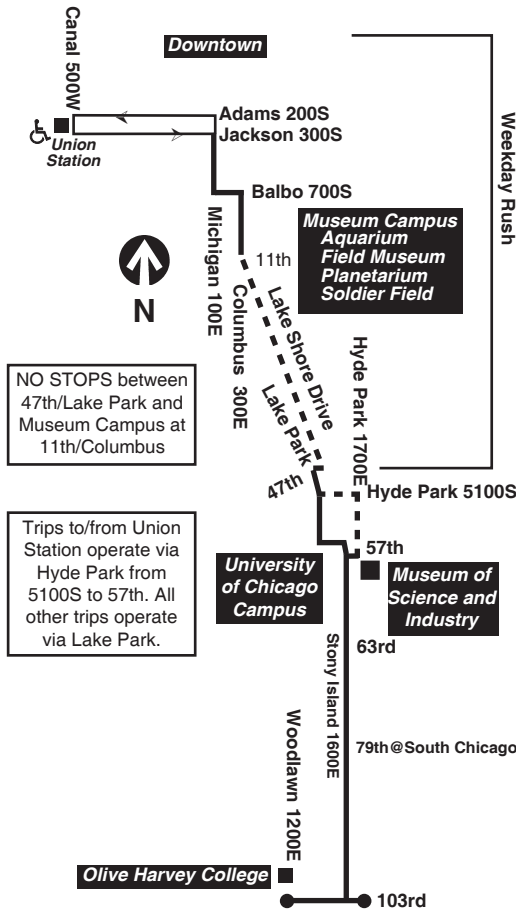 Canal 500W
Downtown
Adams 200S
Jackson 300S
Union
Station
Weekday Rush
Balbo 700S
Michigan 100E
Museum Campus
Aquarium
Field Museum
Planetarium
Soldier Field
11th
N
Columbus 300E
Lake Shore Drive
Lake Park
Hyde Park 1700E
NO STOPS between
47th/Lake Park and
Museum Campus at
11th/Columbus
47th
Hyde Park 5100S
Trips to/from Union
Station operate via
Hyde Park from
5100S to 57th. All
other trips operate
via Lake Park.
57th
University
of Chicago
Campus
Museum of
Science and
Industry
63rd
Stony Island 1600E
79th@South Chicago
Woodlawn 1200E
Olive Harvey College
103rd